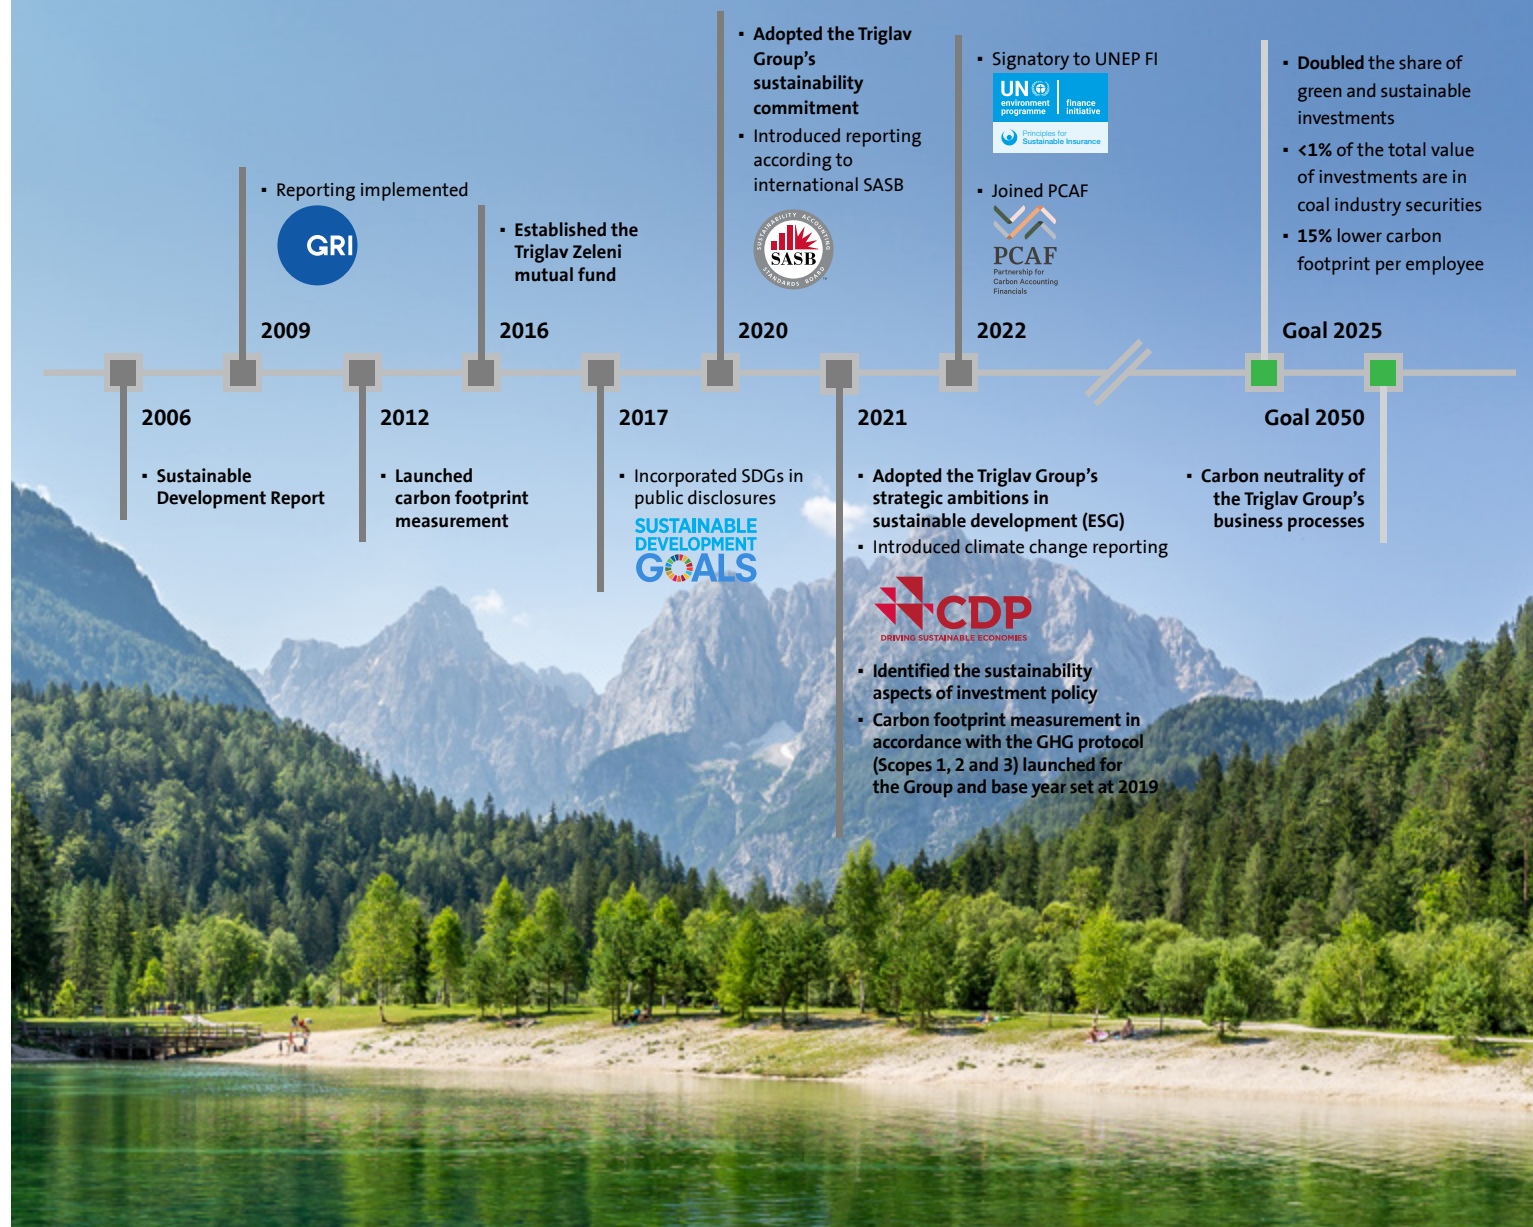 ▪ Reporting implemented
GRI
2009
▪ Established the
Triglav Zeleni
mutual fund
2016
▪ Adopted the Triglav
Group's
sustainability
commitment
▪ Introduced reporting
according to
international SASB
SUSTAINABILITY ACCOUNTING
SASB
STANDARDS BOARD
2020
▪ Signatory to UNEP FI
UN
environment
programme
finance
initiative
Principles for
Sustainable Insurance
▪ Joined PCAF
PCAF
Partnership for
Carbon Accounting
Financials
2022
▪ Doubled the share of
green and sustainable
investments
▪ <1% of the total value
of investments are in
coal industry securities
▪ 15% lower carbon
footprint per employee
Goal 2025
2006
▪ Sustainable
Development Report
2012
▪ Launched
carbon footprint
measurement
2017
▪ Incorporated SDGs in
public disclosures
SUSTAINABLE
DEVELOPMENT
GOALS
2021
▪ Adopted the Triglav Group's
strategic ambitions in
sustainable development (ESG)
▪ Introduced climate change reporting
CDP
DRIVING SUSTAINABLE ECONOMIES
▪ Identified the sustainability
aspects of investment policy
▪ Carbon footprint measurement in
accordance with the GHG protocol
(Scopes 1, 2 and 3) launched for
the Group and base year set at 2019
Goal 2050
▪ Carbon neutrality of
the Triglav Group's
business processes